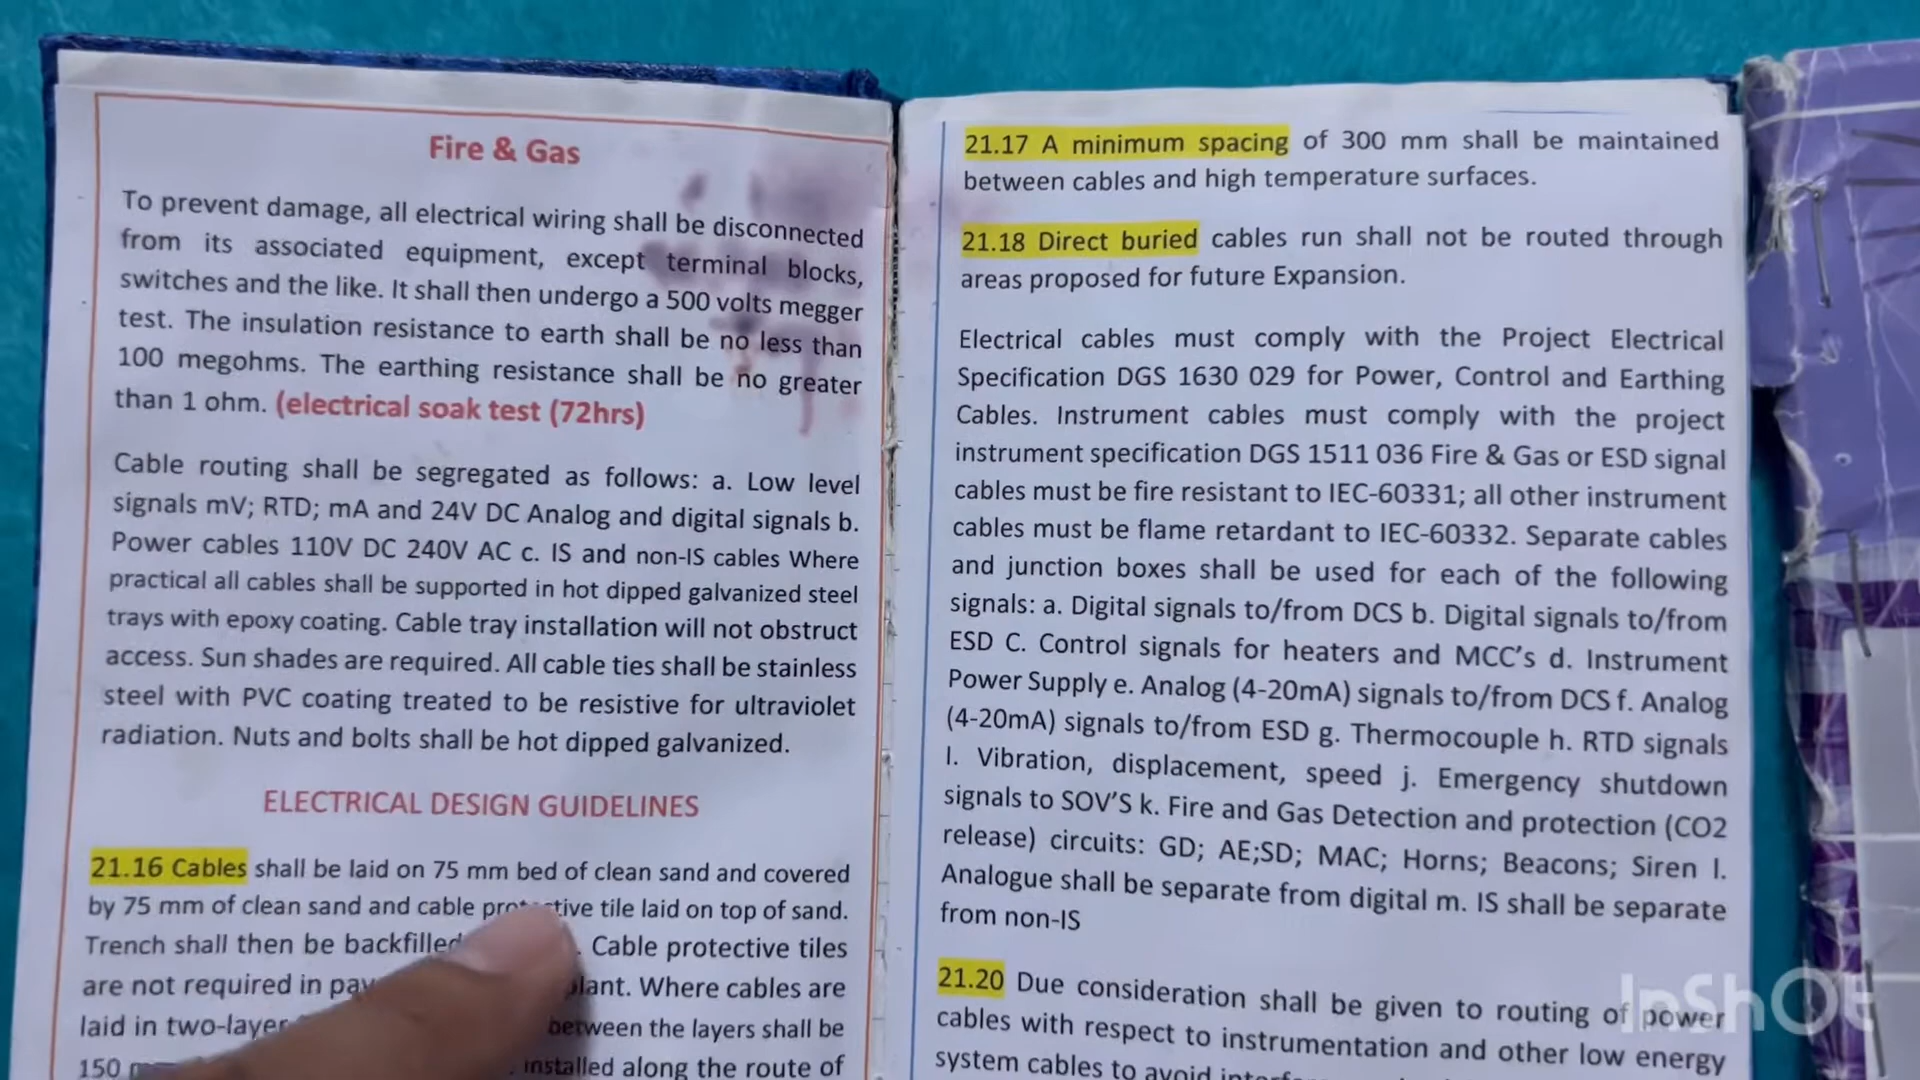 Fire & Gas
To prevent damage, all electrical wiring shall be disconnected
from its associated equipment, except terminal blocks,
switches and the like. It shall then undergo a 500 volts megger
test. The insulation resistance to earth shall be no less than
100 megohms. The earthing resistance shall be no greater
than 1 ohm. (electrical soak test (72hrs)
Cable routing shall be segregated as follows: a. Low level
signals mV; RTD; mA and 24V DC Analog and digital signals b.
Power cables 110V DC 240V AC c. IS and non-IS cables Where
practical all cables shall be supported in hot dipped galvanized steel
trays with epoxy coating. Cable tray installation will not obstruct
access. Sun shades are required. All cable ties shall be stainless
steel with PVC coating treated to be resistive for ultraviolet
radiation. Nuts and bolts shall be hot dipped galvanized.
ELECTRICAL DESIGN GUIDELINES
21.16 Cables shall be laid on 75 mm bed of clean sand and covered
by 75 mm of clean sand and cable protective tile laid on top of sand.
Trench shall then be backfilled . Cable protective tiles
are not required in Where cables are
laid in two-layer between the layers shall be
150 installed along the route of
21.17 A minimum spacing of 300 mm shall be maintained
between cables and high temperature surfaces.
21.18 Direct buried cables run shall not be routed through
areas proposed for future Expansion.
Electrical cables must comply with the Project Electrical
Specification DGS 1630 029 for Power, Control and Earthing
Cables. Instrument cables must comply with the project
instrument specification DGS 1511 036 Fire & Gas or ESD signal
cables must be fire resistant to IEC-60331; all other instrument
cables must be flame retardant to IEC-60332. Separate cables
and junction boxes shall be used for each of the following
signals: a. Digital signals to/from DCS b. Digital signals to/from
ESD C. Control signals for heaters and MCC's d. Instrument
Power Supply e. Analog (4-20mA) signals to/from DCS f. Analog
(4-20mA) signals to/from ESD g. Thermocouple h. RTD signals
I. Vibration, displacement, speed j. Emergency shutdown
signals to SOV'S k. Fire and Gas Detection and protection (CO2
release) circuits: GD; AE;SD; MAC; Horns; Beacons; Siren l.
Analogue shall be separate from digital m. IS shall be separate
from non-IS
21.20 Due consideration shall be given to routing of power
cables with respect to instrumentation and other low energy
system cables to avoid
InShOt